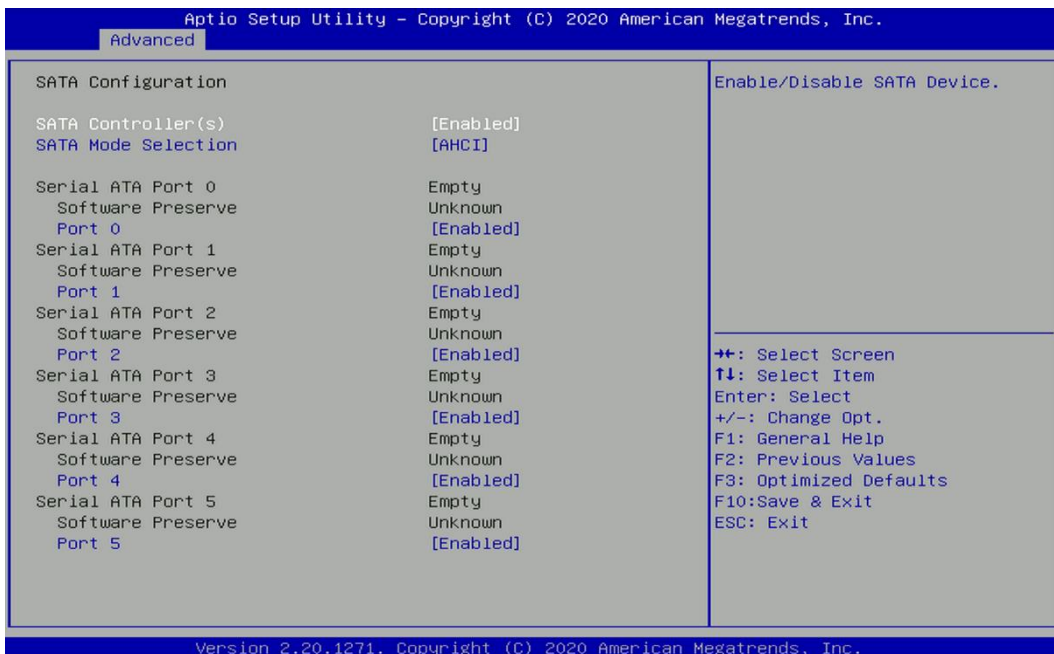 Aptio Setup Utility – Copyright (C) 2020 American Megatrends, Inc.
Advanced
SATA Configuration
SATA Controller(s) [Enabled]
SATA Mode Selection [AHCI]
Serial ATA Port 0 Empty
Software Preserve Unknown
Port 0 [Enabled]
Serial ATA Port 1 Empty
Software Preserve Unknown
Port 1 [Enabled]
Serial ATA Port 2 Empty
Software Preserve Unknown
Port 2 [Enabled]
Serial ATA Port 3 Empty
Software Preserve Unknown
Port 3 [Enabled]
Serial ATA Port 4 Empty
Software Preserve Unknown
Port 4 [Enabled]
Serial ATA Port 5 Empty
Software Preserve Unknown
Port 5 [Enabled]
Enable/Disable SATA Device.
→←: Select Screen
↑↓: Select Item
Enter: Select
+/-: Change Opt.
F1: General Help
F2: Previous Values
F3: Optimized Defaults
F10:Save & Exit
ESC: Exit
Version 2.20.1271. Copyright (C) 2020 American Megatrends, Inc.